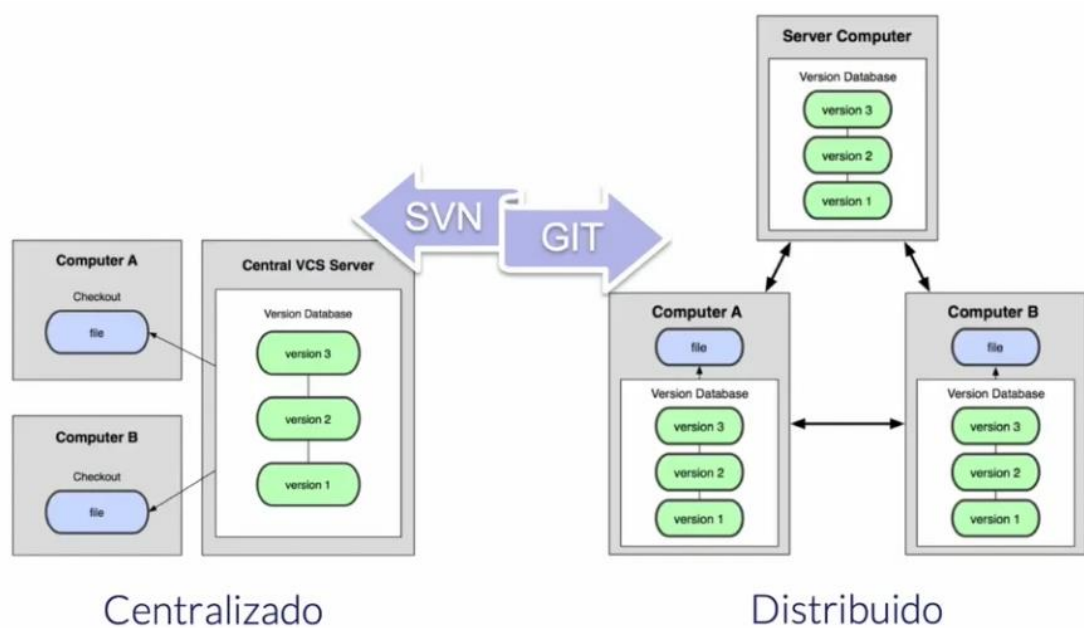 SVN
GIT
Computer A
Checkout
file
Computer B
Checkout
file
Central VCS Server
Version Database
version 3
version 2
version 1
Centralizado
Server Computer
Version Database
version 3
version 2
version 1
Computer A
file
Version Database
version 3
version 2
version 1
Computer B
file
Version Database
version 3
version 2
version 1
Distribuido